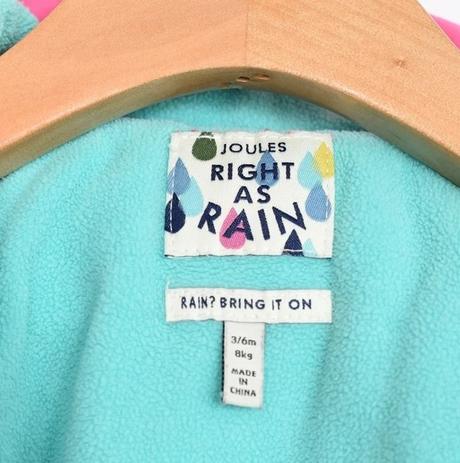 JOULES
RIGHT
AS
RAIN
RAIN? BRING IT ON
3/6m
8kg
MADE
IN
CHINA